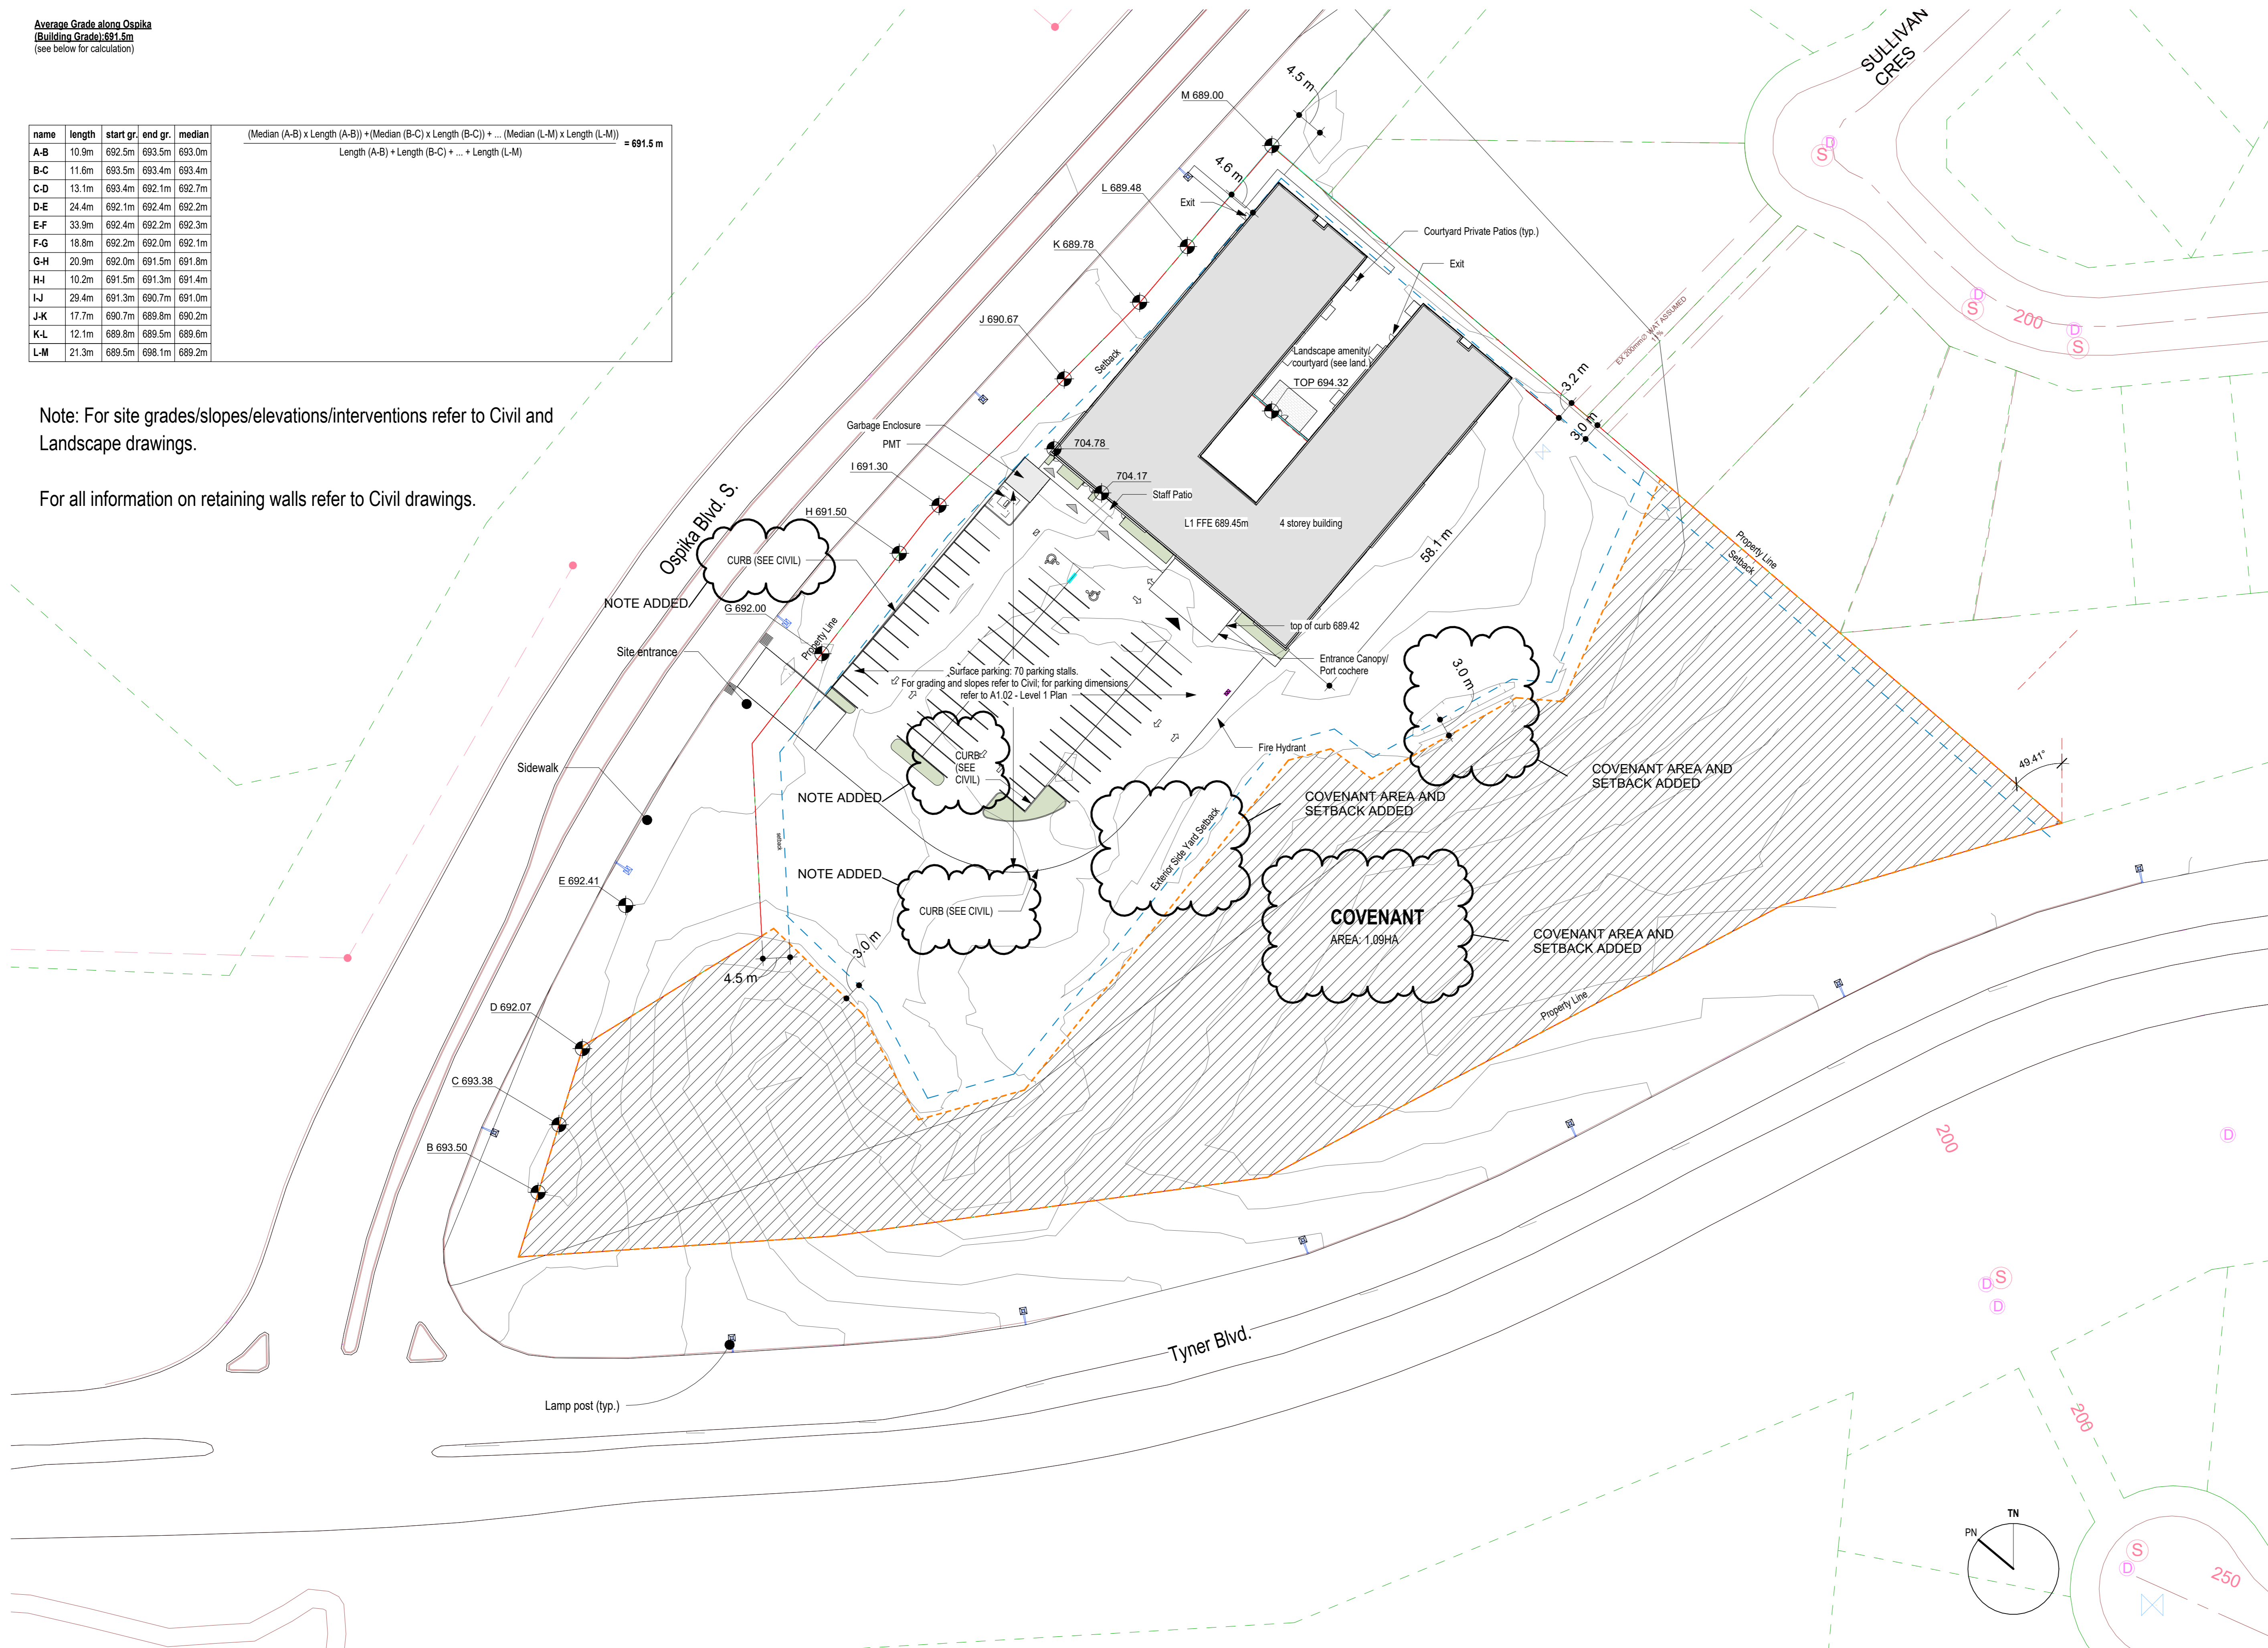 Average Grade along Ospika
(Building Grade):691.5m
(see below for calculation)
name length start gr. end gr. median
A-B 10.9m 692.5m 693.5m 693.0m
B-C 11.6m 693.5m 693.4m 693.4m
C-D 13.1m 693.4m 692.1m 692.7m
D-E 24.4m 692.1m 692.4m 692.2m
E-F 33.9m 692.4m 692.2m 692.3m
F-G 18.8m 692.2m 692.0m 692.1m
G-H 20.9m 692.0m 691.5m 691.8m
H-I 10.2m 691.5m 691.3m 691.4m
I-J 29.4m 691.3m 690.7m 691.0m
J-K 17.7m 690.7m 689.8m 690.2m
K-L 12.1m 689.8m 689.5m 689.6m
L-M 21.3m 689.5m 698.1m 689.2m
(Median (A-B) x Length (A-B)) +(Median (B-C) x Length (B-C)) + ... (Median (L-M) x Length (L-M))
Length (A-B) + Length (B-C) + ... + Length (L-M)
= 691.5 m
Note: For site grades/slopes/elevations/interventions refer to Civil and
Landscape drawings.
For all information on retaining walls refer to Civil drawings.
SULLIVAN
CRES
M 689.00
4.5 m
4.6 m
L 689.48
Exit
K 689.78
Courtyard Private Patios (typ.)
Exit
J 690.67
Setback
EX 200mmØ WAT ASSUMED
11%
Landscape amenity/
courtyard (see land.)
TOP 694.32
3.2 m
3.0 m
Garbage Enclosure
PMT
I 691.30
704.78
704.17
Staff Patio
L1 FFE 689.45m
4 storey building
58.1 m
H 691.50
Ospika Blvd. S.
CURB (SEE CIVIL)
NOTE ADDED
G 692.00
Property Line
Site entrance
top of curb 689.42
Entrance Canopy/
Port cochere
Surface parking: 70 parking stalls.
For grading and slopes refer to Civil; for parking dimensions
refer to A1.02 - Level 1 Plan
Property Line
Setback
3.0 m
Fire Hydrant
CURB
(SEE
CIVIL)
NOTE ADDED
COVENANT AREA AND
SETBACK ADDED
COVENANT AREA AND
SETBACK ADDED
49.41°
Sidewalk
setback
Exterior Side Yard Setback
NOTE ADDED
CURB (SEE CIVIL)
E 692.41
COVENANT
AREA: 1.09HA
COVENANT AREA AND
SETBACK ADDED
4.5 m
3.0 m
D 692.07
Property Line
C 693.38
B 693.50
Tyner Blvd.
Lamp post (typ.)
TN
PN
S
D
S
D
D
S
200
200
D
D
S
D
200
S
D
250